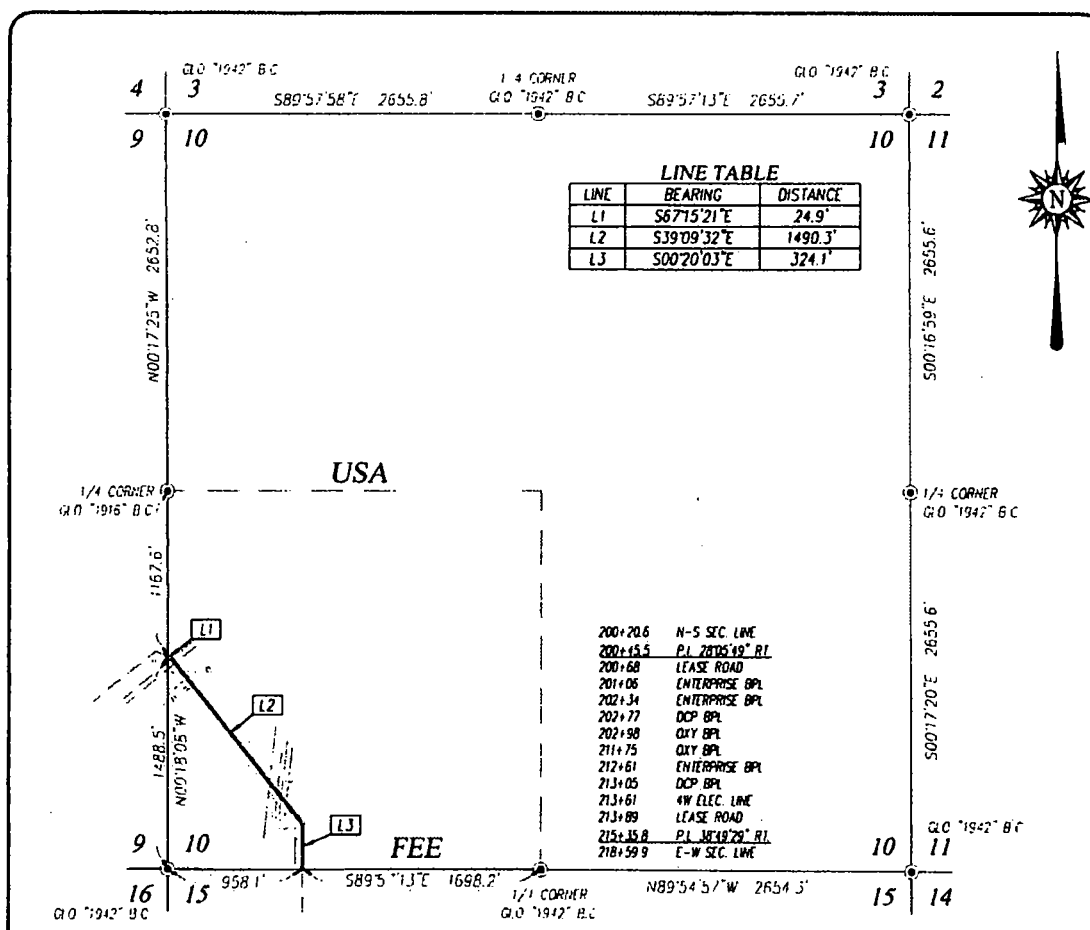 GLO "1942" B.C
4 3
S89°57'58"E 2655.8'
9 10
1/4 CORNER
GLO "1942" B.C
S89°57'13"E 2655.7'
GLO "1942" B.C
3 2
10 11
N
LINE TABLE
LINE BEARING DISTANCE
L1 S67°15'21"E 24.9'
L2 S39°09'32"E 1490.3'
L3 S00°20'03"E 324.1'
N00°17'25"W 2652.8'
S00°16'59"E 2655.6'
USA
1/4 CORNER
GLO "1916" B.C
1/4 CORNER
GLO "1942" B.C
1167.6'
L1
L2
L3
1488.5'
N00°18'05"W
S00°17'20"E 2655.6'
200+20.6 N-S SEC. LINE
200+45.5 P.I. 28°05'49" RT.
200+68 LEASE ROAD
201+06 ENTERPRISE BPL
202+34 ENTERPRISE BPL
202+77 DCP BPL
202+98 OXY BPL
211+75 OXY BPL
212+61 ENTERPRISE BPL
213+05 DCP BPL
213+61 4W ELEC. LINE
213+89 LEASE ROAD
215+35.8 P.I. 38°49'29" RT.
218+59.9 E-W SEC. LINE
9 10
FEE
10 11
GLO "1942" B.C
958.1'
1698.2'
N89°54'57"W 2654.3'
16 15
GLO "1942" B.C
1/4 CORNER
GLO "1942" B.C
15 14